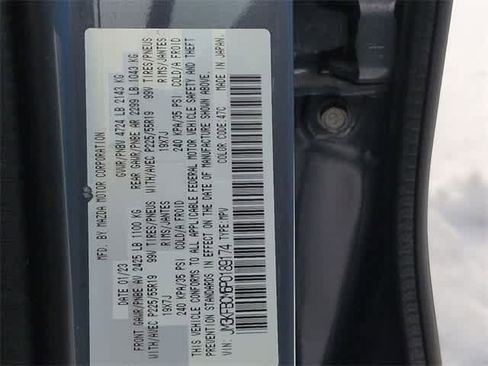 MFD. BY MAZDA MOTOR CORPORATION
DATE 01/23 GVWR/PNBV 4724 LB 2143 KG
FRONT GAWR/PNBE AV 2425 LB 1100 KG REAR GAWR/PNBE AR 2299 LB 1043 KG
WITH/AVEC P225/55R19 99V TIRES/PNEUS WITH/AVEC P225/55R19 99V TIRES/PNEUS
19X7J RIMS/JANTES 19X7J RIMS/JANTES
240 KPA/35 PSI COLD/A FROID 240 KPA/35 PSI COLD/A FROID
THIS VEHICLE CONFORMS TO ALL APPLICABLE FEDERAL MOTOR VEHICLE SAFETY AND THEFT
PREVENTION STANDARDS IN EFFECT ON THE DATE OF MANUFACTURE SHOWN ABOVE.
TYPE MPV COLOR CODE 47C MADE IN JAPAN.